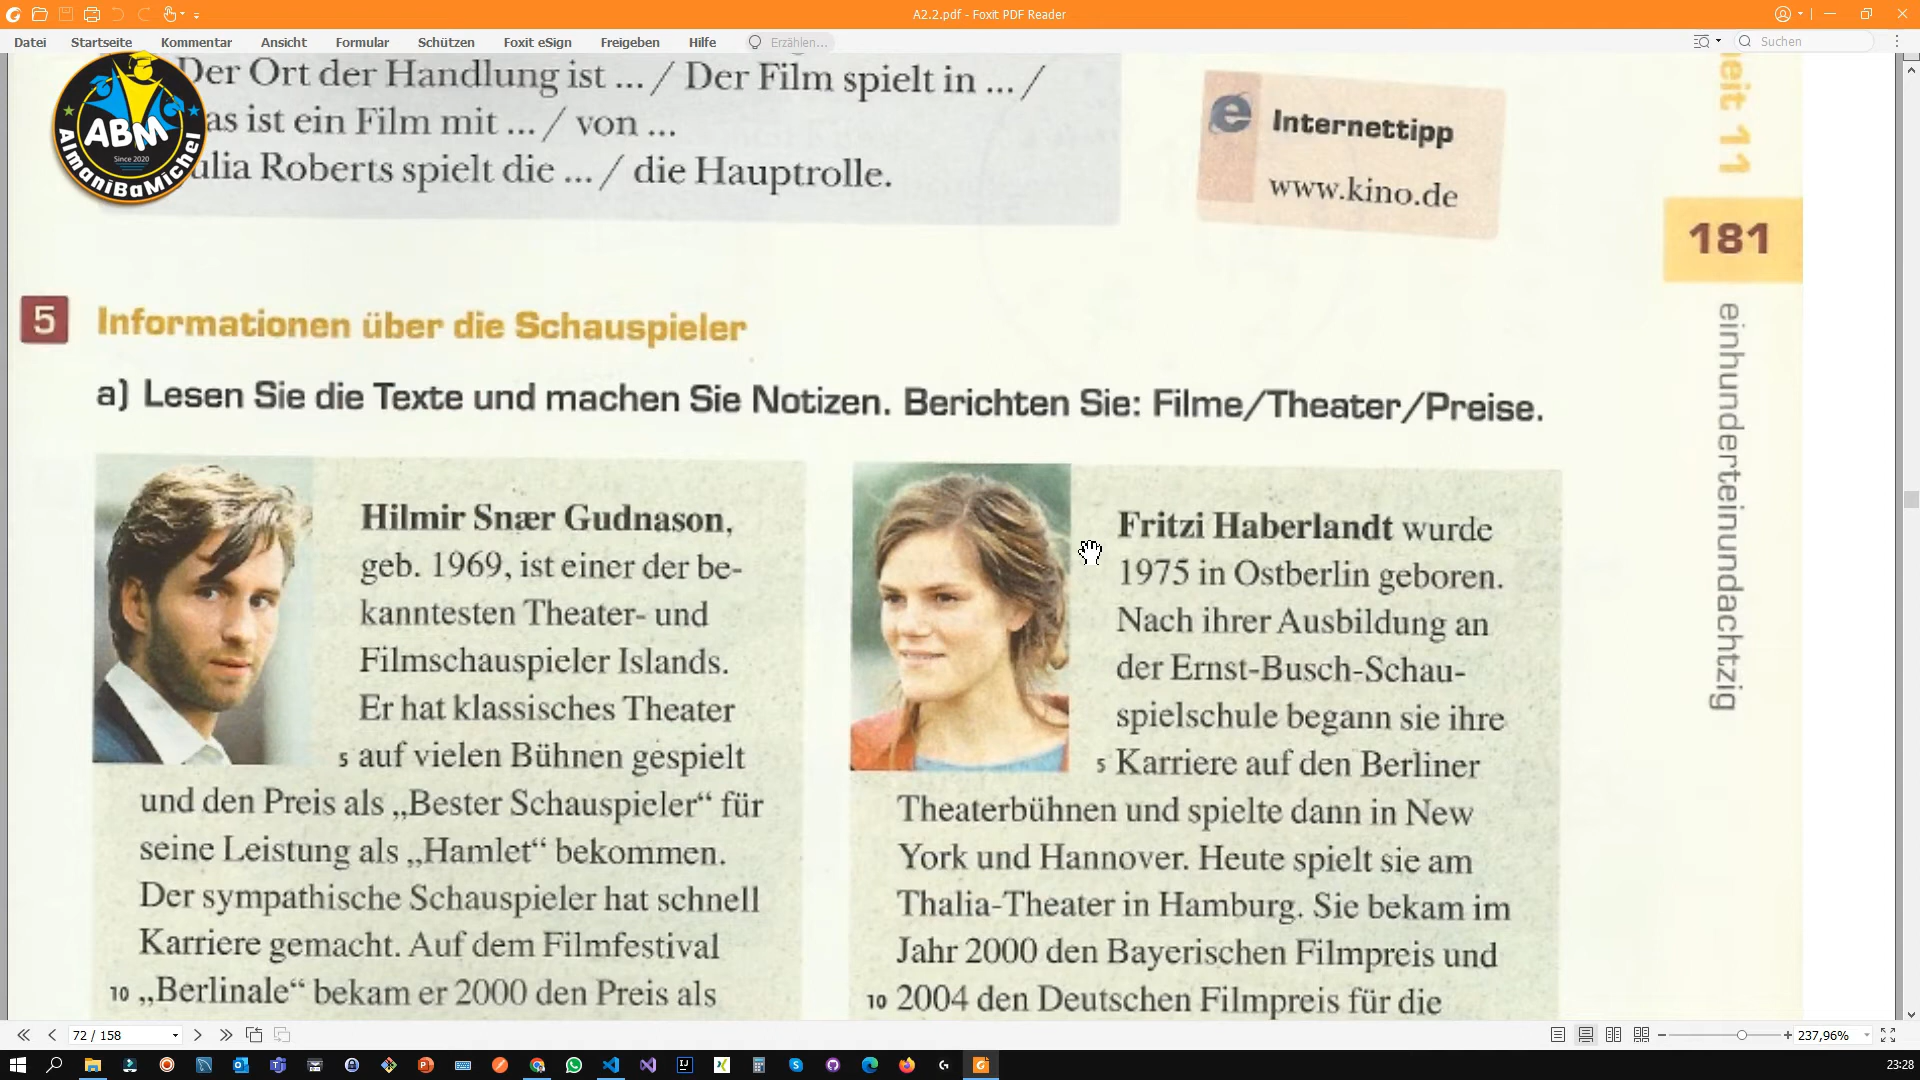 A2.2.pdf - Foxit PDF Reader
Datei Startseite Kommentar Ansicht Formular Schützen Foxit eSign Freigeben Hilfe Erzählen... Suchen
Der Ort der Handlung ist ... / Der Film spielt in ... /
as ist ein Film mit ... / von ...
ulia Roberts spielt die ... / die Hauptrolle.
ABM
Since 2020
AlmaniBaMichel
Internettipp
www.kino.de
eit 11
181
einhunderteinundachtzig
5 Informationen über die Schauspieler
a) Lesen Sie die Texte und machen Sie Notizen. Berichten Sie: Filme/Theater/Preise.
Hilmir Snær Gudnason,
geb. 1969, ist einer der be-
kanntesten Theater- und
Filmschauspieler Islands.
Er hat klassisches Theater
5 auf vielen Bühnen gespielt
und den Preis als „Bester Schauspieler“ für
seine Leistung als „Hamlet“ bekommen.
Der sympathische Schauspieler hat schnell
Karriere gemacht. Auf dem Filmfestival
10 „Berlinale“ bekam er 2000 den Preis als
Fritzi Haberlandt wurde
1975 in Ostberlin geboren.
Nach ihrer Ausbildung an
der Ernst-Busch-Schau-
spielschule begann sie ihre
5 Karriere auf den Berliner
Theaterbühnen und spielte dann in New
York und Hannover. Heute spielt sie am
Thalia-Theater in Hamburg. Sie bekam im
Jahr 2000 den Bayerischen Filmpreis und
10 2004 den Deutschen Filmpreis für die
72 / 158
237,96%
23:28